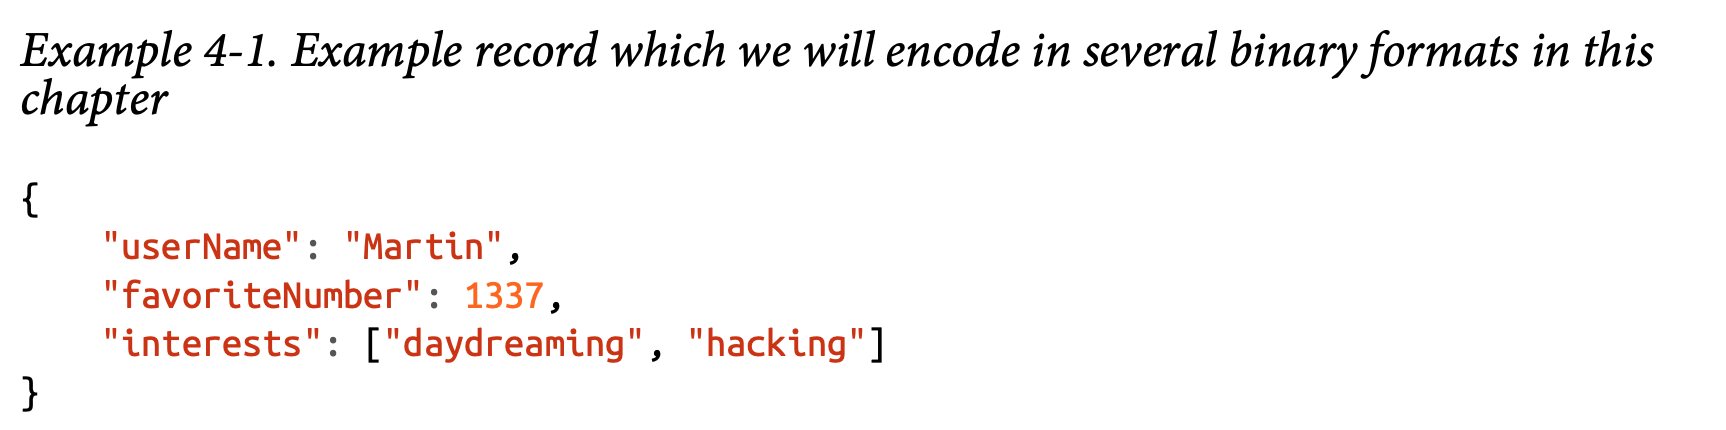 Example 4-1. Example record which we will encode in several binary formats in this
chapter
{
    "userName": "Martin",
    "favoriteNumber": 1337,
    "interests": ["daydreaming", "hacking"]
}